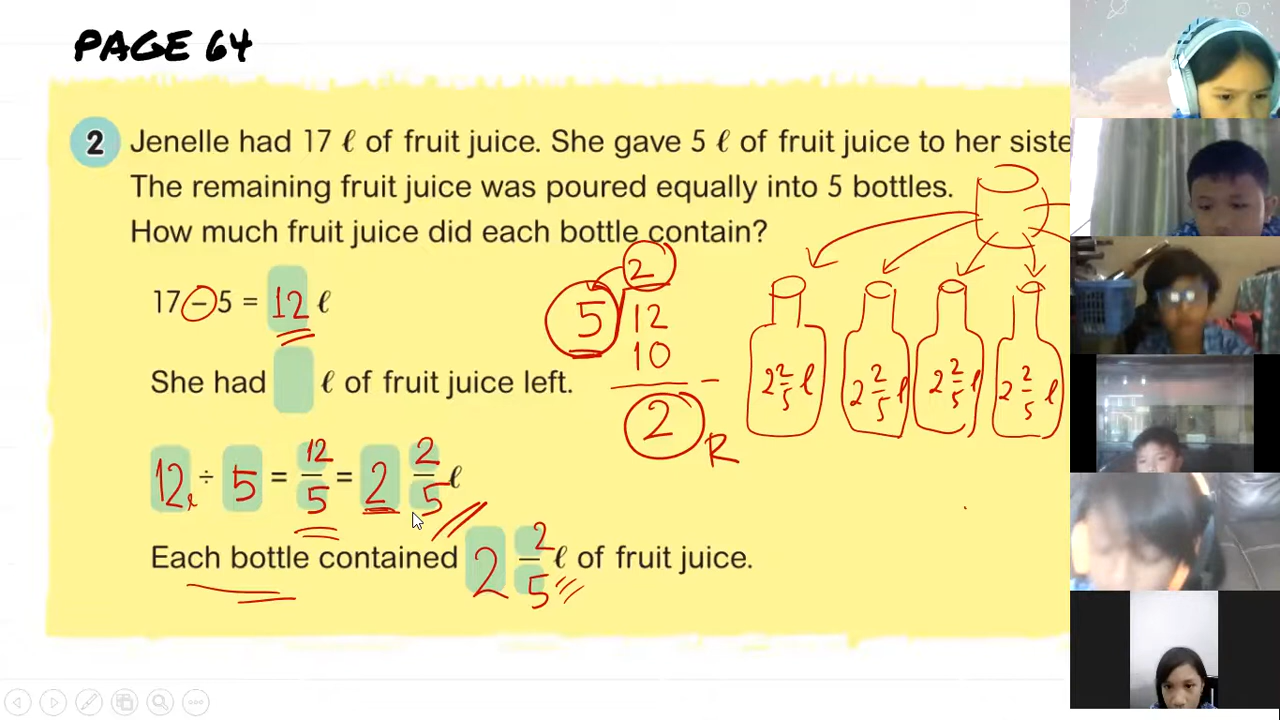 PAGE 64
2 Jenelle had 17 ℓ of fruit juice. She gave 5 ℓ of fruit juice to her siste
The remaining fruit juice was poured equally into 5 bottles.
How much fruit juice did each bottle contain?
17 − 5 = 12 ℓ
She had ℓ of fruit juice left.
12 ℓ ÷ 5 = 12/5 = 2 2/5 ℓ
Each bottle contained 2 2/5 ℓ of fruit juice.
2
5 12
10 −
2 R
2 2/5 ℓ 2 2/5 ℓ 2 2/5 ℓ 2 2/5 ℓ